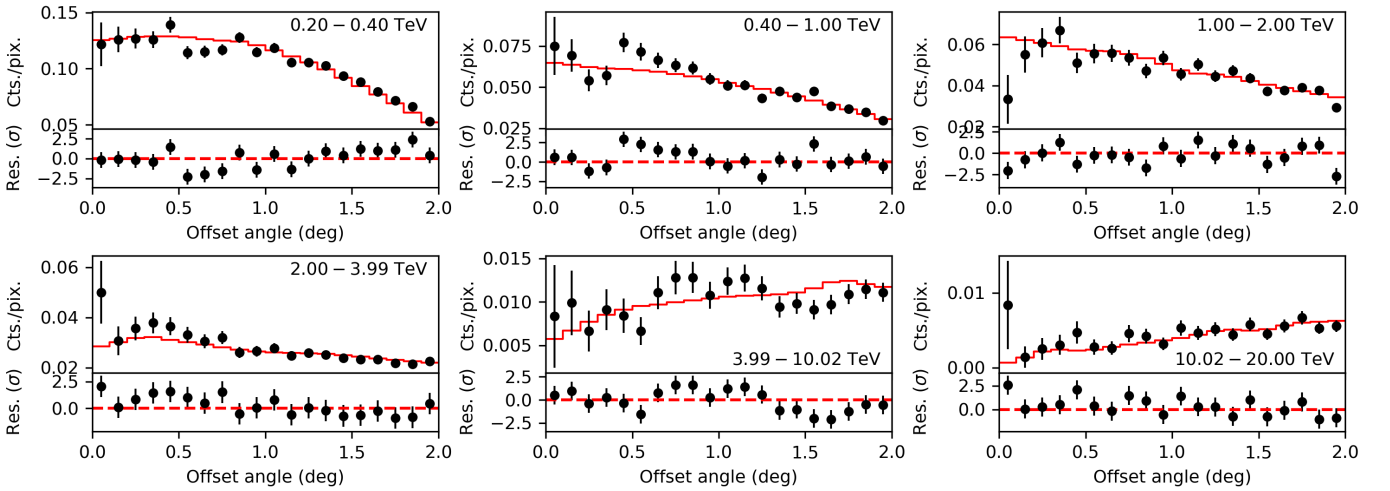 0.20 − 0.40 TeV
Cts./pix.
0.15
0.10
0.05
Res. (σ)
2.5
0.0
−2.5
0.0 0.5 1.0 1.5 2.0
Offset angle (deg)
0.40 − 1.00 TeV
Cts./pix.
0.075
0.050
0.025
Res. (σ)
2.5
0.0
−2.5
0.0 0.5 1.0 1.5 2.0
Offset angle (deg)
1.00 − 2.00 TeV
Cts./pix.
0.06
0.04
0.02
Res. (σ)
2.5
0.0
−2.5
0.0 0.5 1.0 1.5 2.0
Offset angle (deg)
2.00 − 3.99 TeV
Cts./pix.
0.06
0.04
0.02
Res. (σ)
2.5
0.0
0.0 0.5 1.0 1.5 2.0
Offset angle (deg)
3.99 − 10.02 TeV
Cts./pix.
0.015
0.010
0.005
Res. (σ)
2.5
0.0
−2.5
0.0 0.5 1.0 1.5 2.0
Offset angle (deg)
10.02 − 20.00 TeV
Cts./pix.
0.01
0.00
Res. (σ)
2.5
0.0
0.0 0.5 1.0 1.5 2.0
Offset angle (deg)